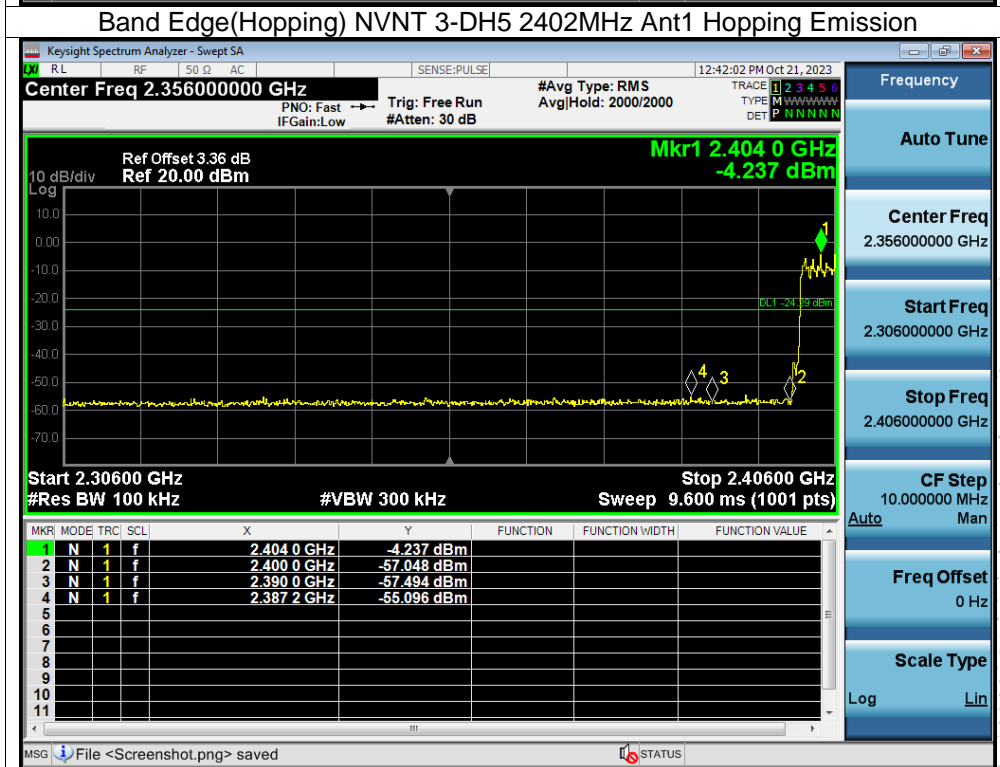 Band Edge(Hopping) NVNT 3-DH5 2402MHz Ant1 Hopping Emission
Keysight Spectrum Analyzer - Swept SA
LXI RL RF 50 Ω AC SENSE:PULSE 12:42:02 PM Oct 21, 2023
Center Freq 2.356000000 GHz
PNO: Fast
IFGain:Low
Trig: Free Run
#Atten: 30 dB
#Avg Type: RMS
Avg|Hold: 2000/2000
TRACE 1 2 3 4 5 6
TYPE M WWWWW
DET P N N N N N
Frequency
Auto Tune
Center Freq
2.356000000 GHz
Start Freq
2.306000000 GHz
Stop Freq
2.406000000 GHz
CF Step
10.000000 MHz
Auto Man
Freq Offset
0 Hz
Scale Type
Log Lin
Mkr1 2.404 0 GHz
-4.237 dBm
Ref Offset 3.36 dB
10 dB/div Ref 20.00 dBm
Log
10.0
0.00
-10.0
-20.0
-30.0
-40.0
-50.0
-60.0
-70.0
1
DL1 -24.29 dBm
4 3 2
Start 2.30600 GHz Stop 2.40600 GHz
#Res BW 100 kHz #VBW 300 kHz Sweep 9.600 ms (1001 pts)
MKR MODE TRC SCL X Y FUNCTION FUNCTION WIDTH FUNCTION VALUE
1 N 1 f 2.404 0 GHz -4.237 dBm
2 N 1 f 2.400 0 GHz -57.048 dBm
3 N 1 f 2.390 0 GHz -57.494 dBm
4 N 1 f 2.387 2 GHz -55.096 dBm
5
6
7
8
9
10
11
MSG File <Screenshot.png> saved STATUS